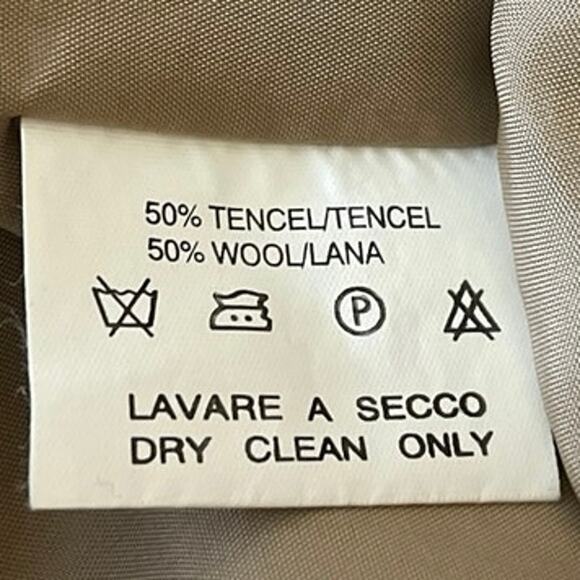 50% TENCEL/TENCEL
50% WOOL/LANA
P
LAVARE A SECCO
DRY CLEAN ONLY